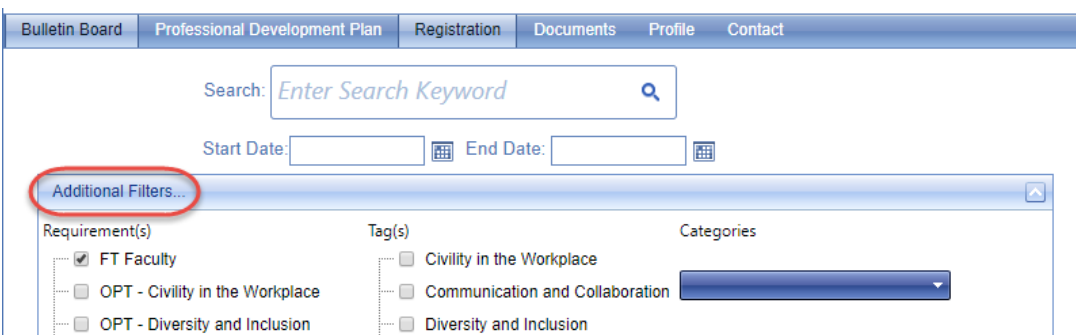 Bulletin Board Professional Development Plan Registration Documents Profile Contact
Search: Enter Search Keyword
Start Date: End Date:
Additional Filters...
Requirement(s) Tag(s) Categories
FT Faculty Civility in the Workplace
OPT - Civility in the Workplace Communication and Collaboration
OPT - Diversity and Inclusion Diversity and Inclusion